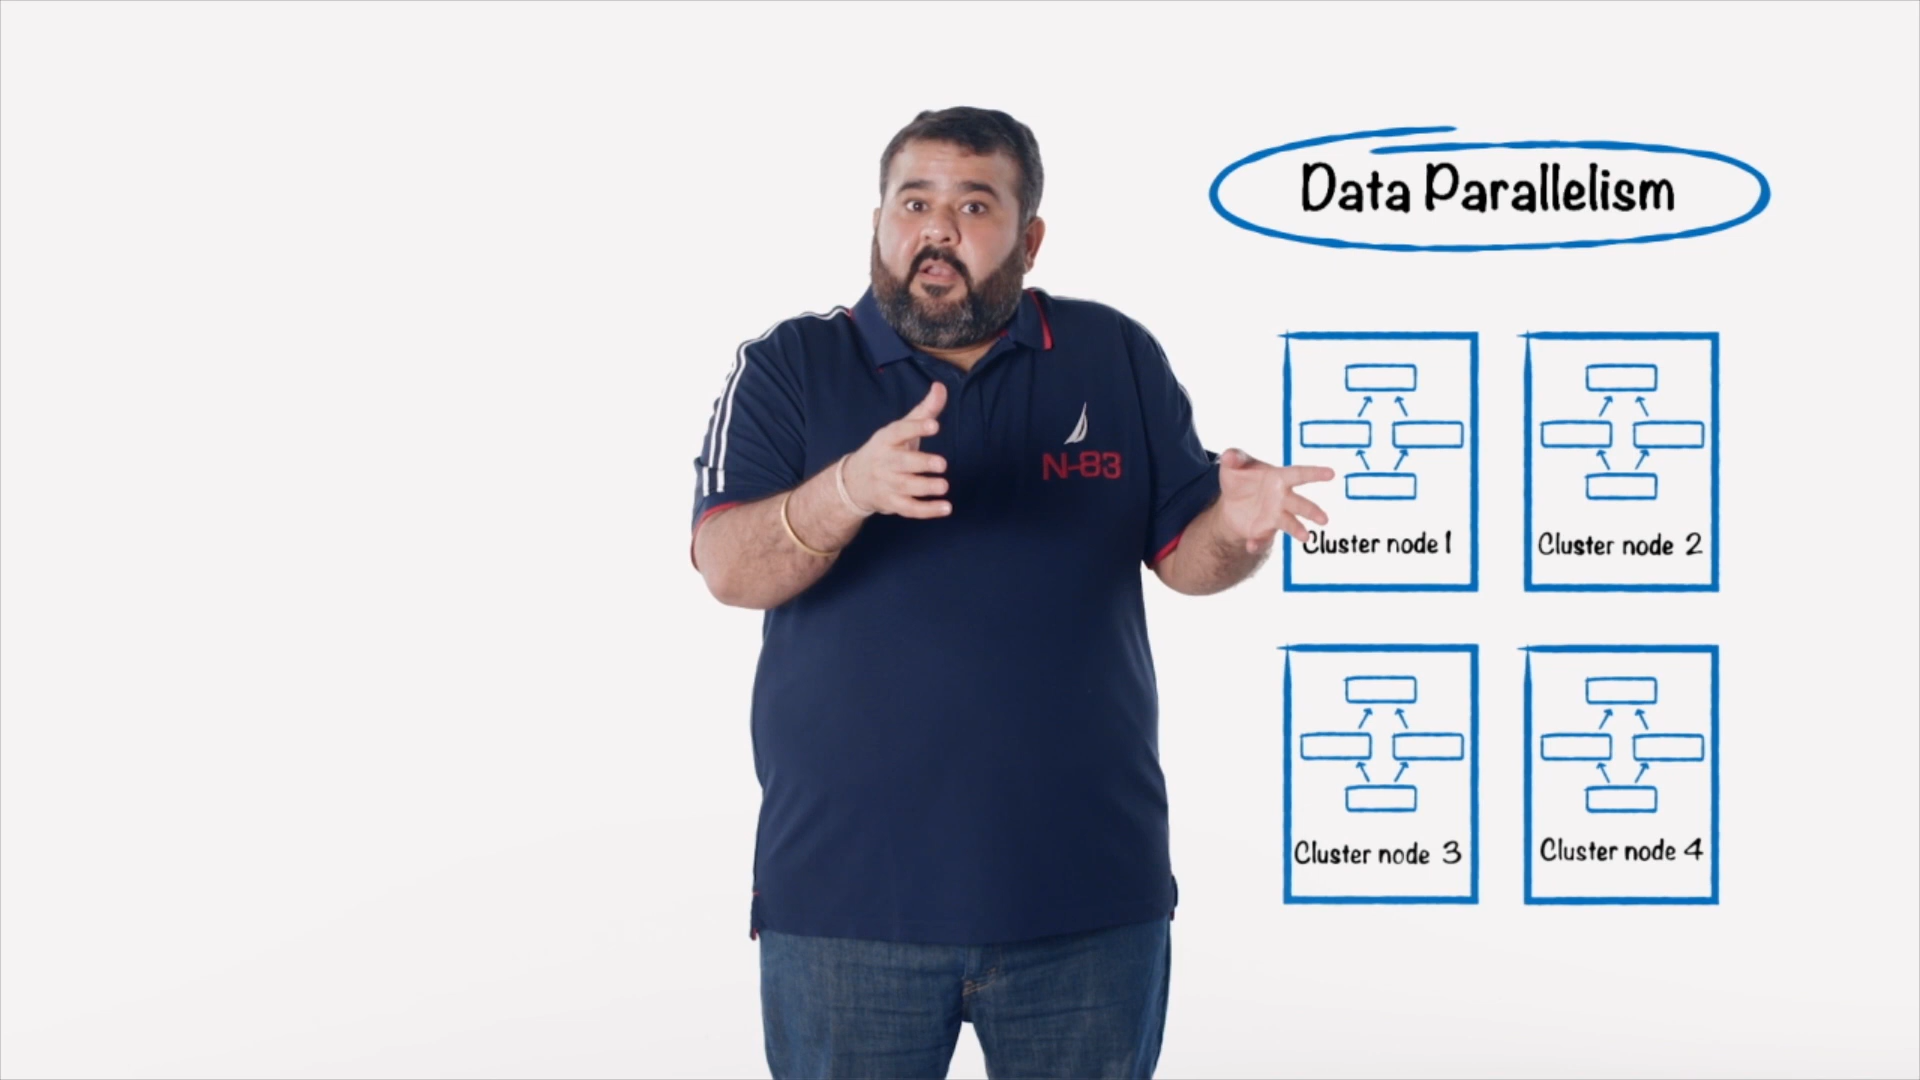 Data Parallelism
N-83
Cluster node 1
Cluster node 2
Cluster node 3
Cluster node 4